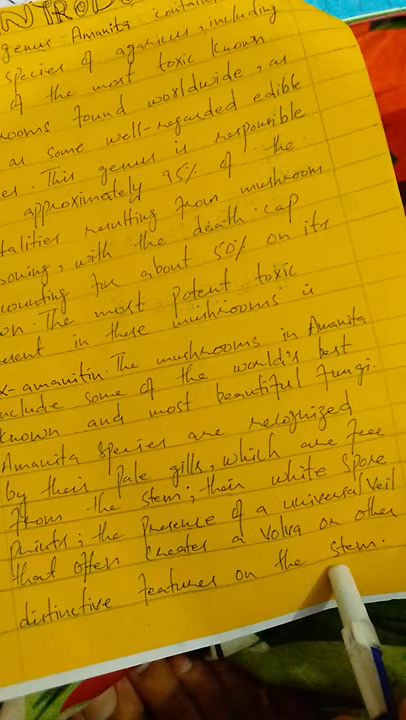 NTRODU
genus Amanita contains
species of agarics, including
of the most toxic known
rooms found worldwide, as
as some well-regarded edible
es. This genus is responsible
approximately 95% of the
talities resulting from mushroom
oning, with the death cap
counting for about 50% on its
wn. The most potent toxic
esent in these mushrooms is
α-amanitin. The mushrooms in Amanita
include some of the world's best
known and most beautiful fungi.
Amanita species are recognized
by their pale gills, which are free
from the stem; their white spore
prints; the presence of a universal veil
that often creates a volva or other
distinctive features on the stem.